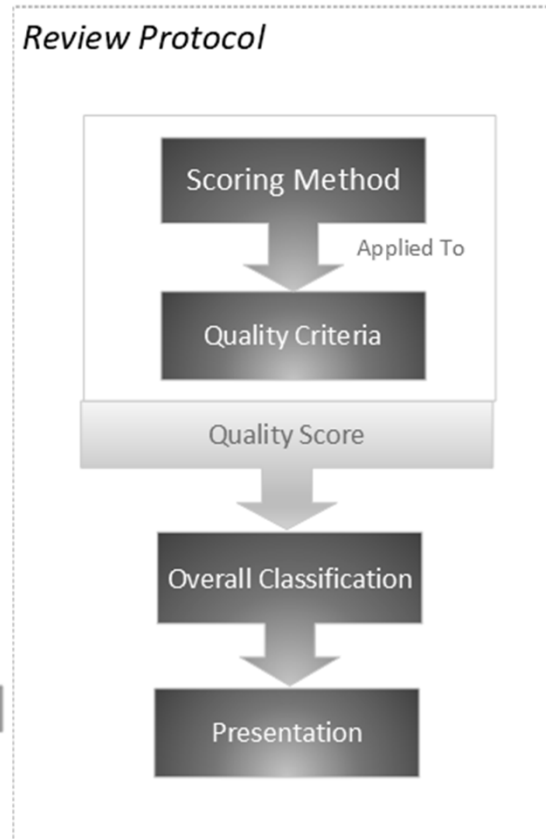 Review Protocol
Scoring Method
Applied To
Quality Criteria
Quality Score
Overall Classification
Presentation